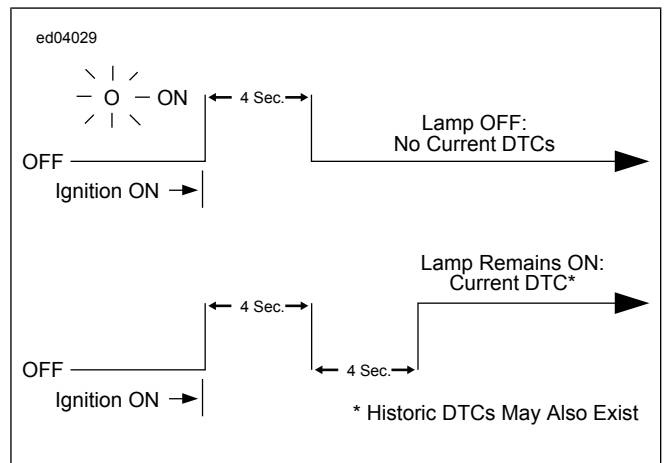 ed04029
O ON
4 Sec.
Lamp OFF:
No Current DTCs
OFF
Ignition ON
Lamp Remains ON:
Current DTC*
4 Sec.
OFF
4 Sec.
Ignition ON
* Historic DTCs May Also Exist